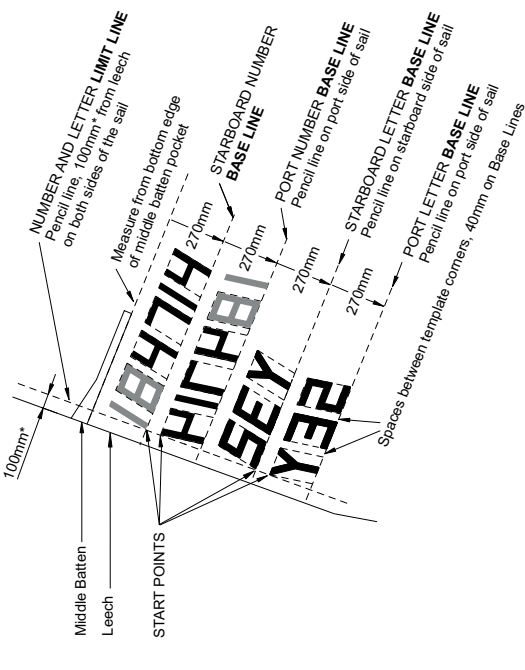 100mm*
NUMBER AND LETTER LIMIT LINE
Pencil line, 100mm* from leech
on both sides of the sail
Measure from bottom edge
of middle batten pocket
STARBOARD NUMBER
BASE LINE
PORT NUMBER BASE LINE
Pencil line on port side of sail
STARBOARD LETTER BASE LINE
Pencil line on starboard side of sail
PORT LETTER BASE LINE
Pencil line on port side of sail
Spaces between template corners, 40mm on Base Lines
270mm
270mm
270mm
270mm
184714
SEY
Middle Batten
Leech
START POINTS